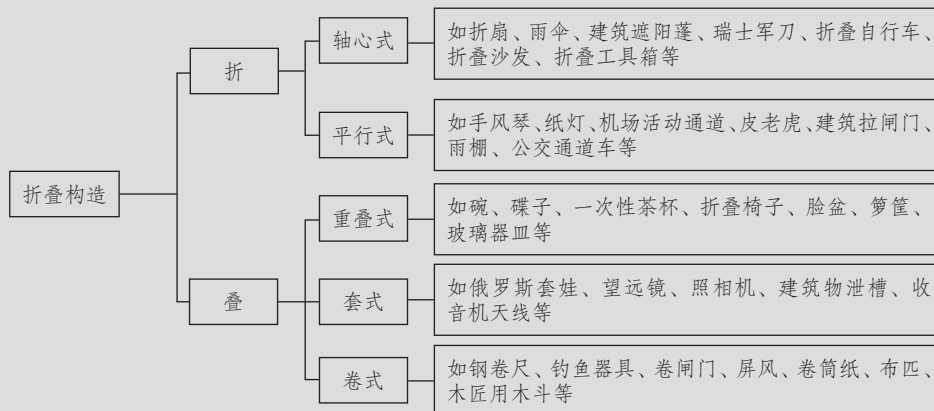 折叠构造
折
轴心式
如折扇、雨伞、建筑遮阳蓬、瑞士军刀、折叠自行车、
折叠沙发、折叠工具箱等
平行式
如手风琴、纸灯、机场活动通道、皮老虎、建筑拉闸门、
雨棚、公交通道车等
叠
重叠式
如碗、碟子、一次性茶杯、折叠椅子、脸盆、箩筐、
玻璃器皿等
套式
如俄罗斯套娃、望远镜、照相机、建筑物泄槽、收
音机天线等
卷式
如钢卷尺、钓鱼器具、卷闸门、屏风、卷筒纸、布匹、
木匠用木斗等